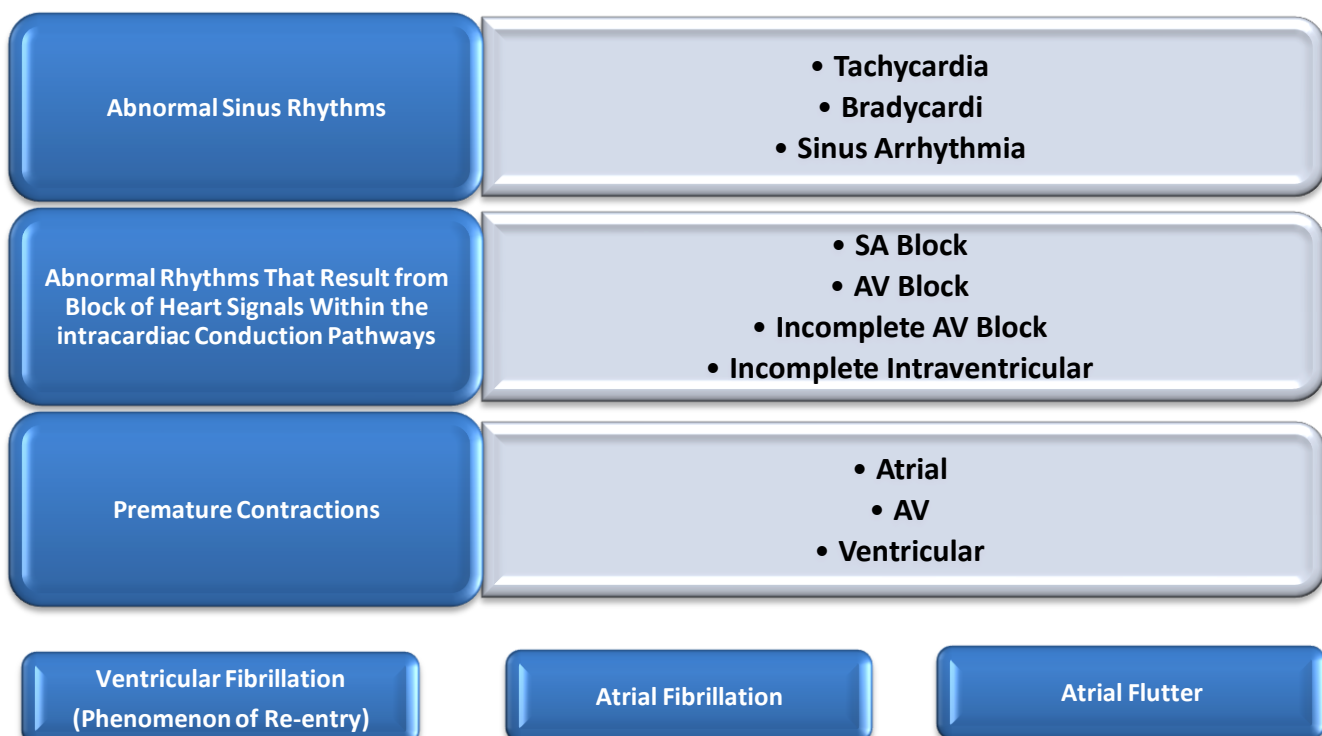 Abnormal Sinus Rhythms
• Tachycardia
• Bradycardi
• Sinus Arrhythmia
Abnormal Rhythms That Result from
Block of Heart Signals Within the
intracardiac Conduction Pathways
• SA Block
• AV Block
• Incomplete AV Block
• Incomplete Intraventricular
Premature Contractions
• Atrial
• AV
• Ventricular
Ventricular Fibrillation
(Phenomenon of Re-entry)
Atrial Fibrillation
Atrial Flutter